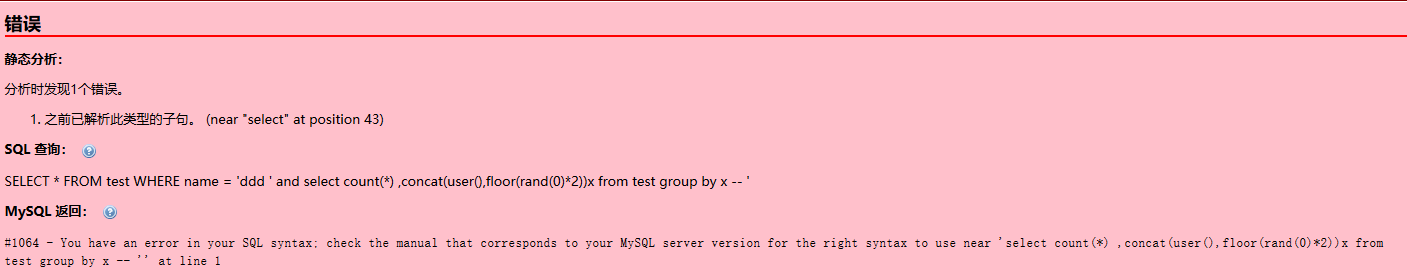 错误
静态分析：
分析时发现1个错误。
1. 之前已解析此类型的子句。 (near "select" at position 43)
SQL 查询：
SELECT * FROM test WHERE name = 'ddd ' and select count(*) ,concat(user(),floor(rand(0)*2))x from test group by x -- '
MySQL 返回：
#1064 - You have an error in your SQL syntax; check the manual that corresponds to your MySQL server version for the right syntax to use near 'select count(*) ,concat(user(),floor(rand(0)*2))x from
test group by x -- '' at line 1